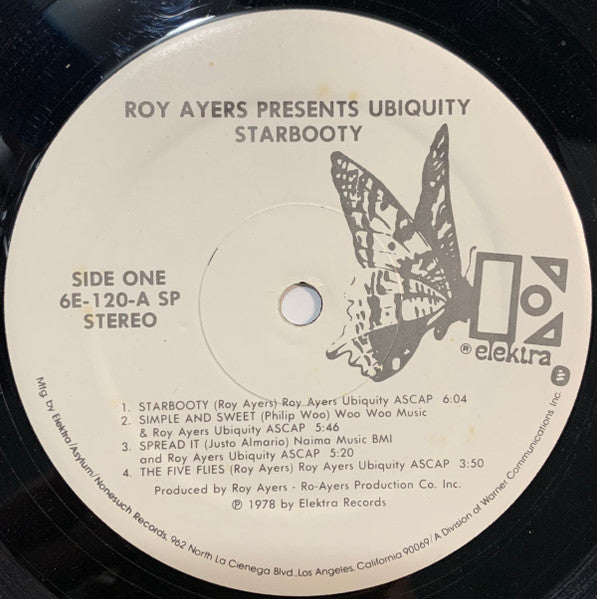 ROY AYERS PRESENTS UBIQUITY
STARBOOTY
SIDE ONE
6E-120-A SP
STEREO
® elektra
1. STARBOOTY (Roy Ayers) Roy Ayers Ubiquity ASCAP 6:04
2. SIMPLE AND SWEET (Philip Woo) Woo Woo Music
& Roy Ayers Ubiquity ASCAP 5:46
3. SPREAD IT (Justo Almario) Naima Music BMI
and Roy Ayers Ubiquity ASCAP 5:20
4. THE FIVE FLIES (Roy Ayers) Roy Ayers Ubiquity ASCAP 3:50
Produced by Roy Ayers - Ro-Ayers Production Co. Inc.
℗ 1978 by Elektra Records
Mfg. by Elektra/Asylum/Nonesuch Records, 962 North La Cienega Blvd., Los Angeles, California 90069/A Division of Warner Communications Inc.